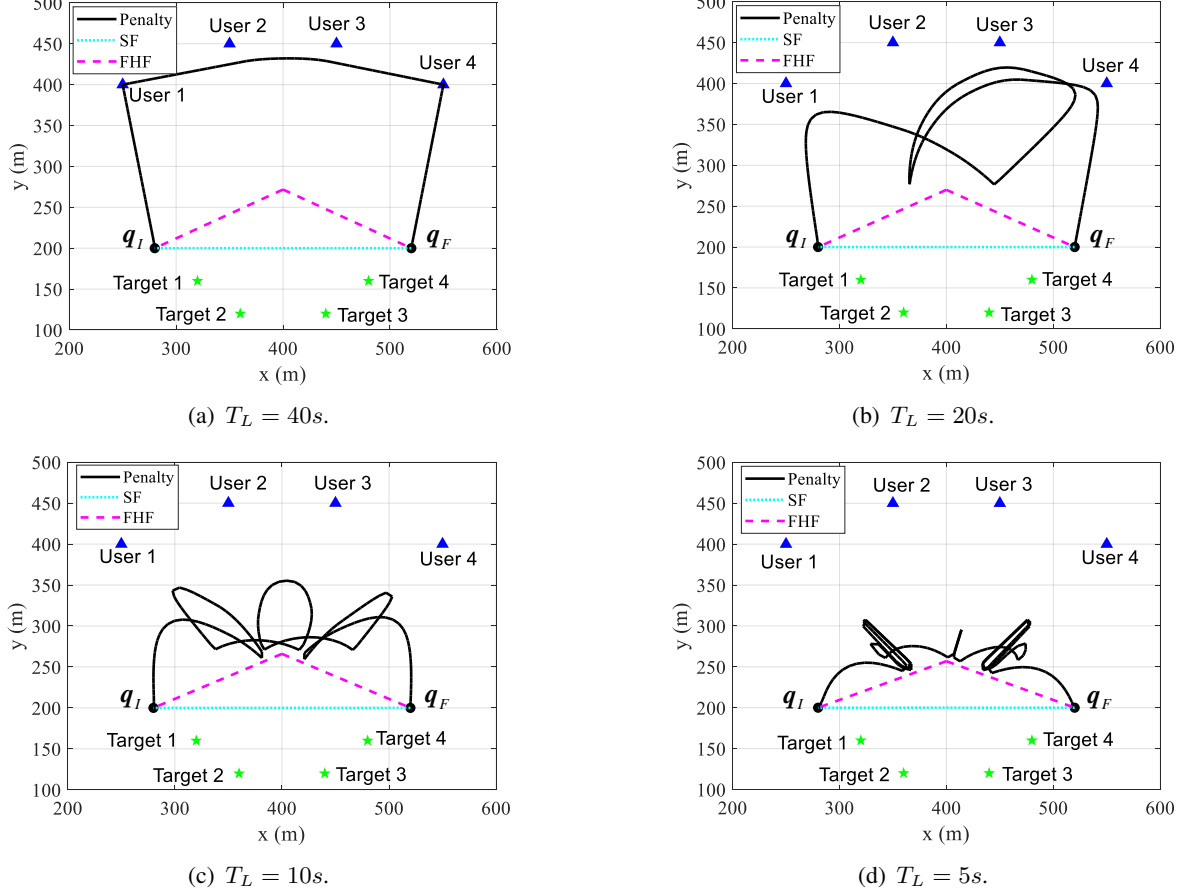 500
450
400
350
300
250
200
150
100
200
300
400
500
600
y (m)
x (m)
Penalty
SF
FHF
User 1
User 2
User 3
User 4
q_I
q_F
Target 1
Target 2
Target 3
Target 4
(a) T_L = 40s.
500
450
400
350
300
250
200
150
100
200
300
400
500
600
y (m)
x (m)
Penalty
SF
FHF
User 1
User 2
User 3
User 4
q_I
q_F
Target 1
Target 2
Target 3
Target 4
(b) T_L = 20s.
500
450
400
350
300
250
200
150
100
200
300
400
500
600
y (m)
x (m)
Penalty
SF
FHF
User 1
User 2
User 3
User 4
q_I
q_F
Target 1
Target 2
Target 3
Target 4
(c) T_L = 10s.
500
450
400
350
300
250
200
150
100
200
300
400
500
600
y (m)
x (m)
Penalty
SF
FHF
User 1
User 2
User 3
User 4
q_I
q_F
Target 1
Target 2
Target 3
Target 4
(d) T_L = 5s.